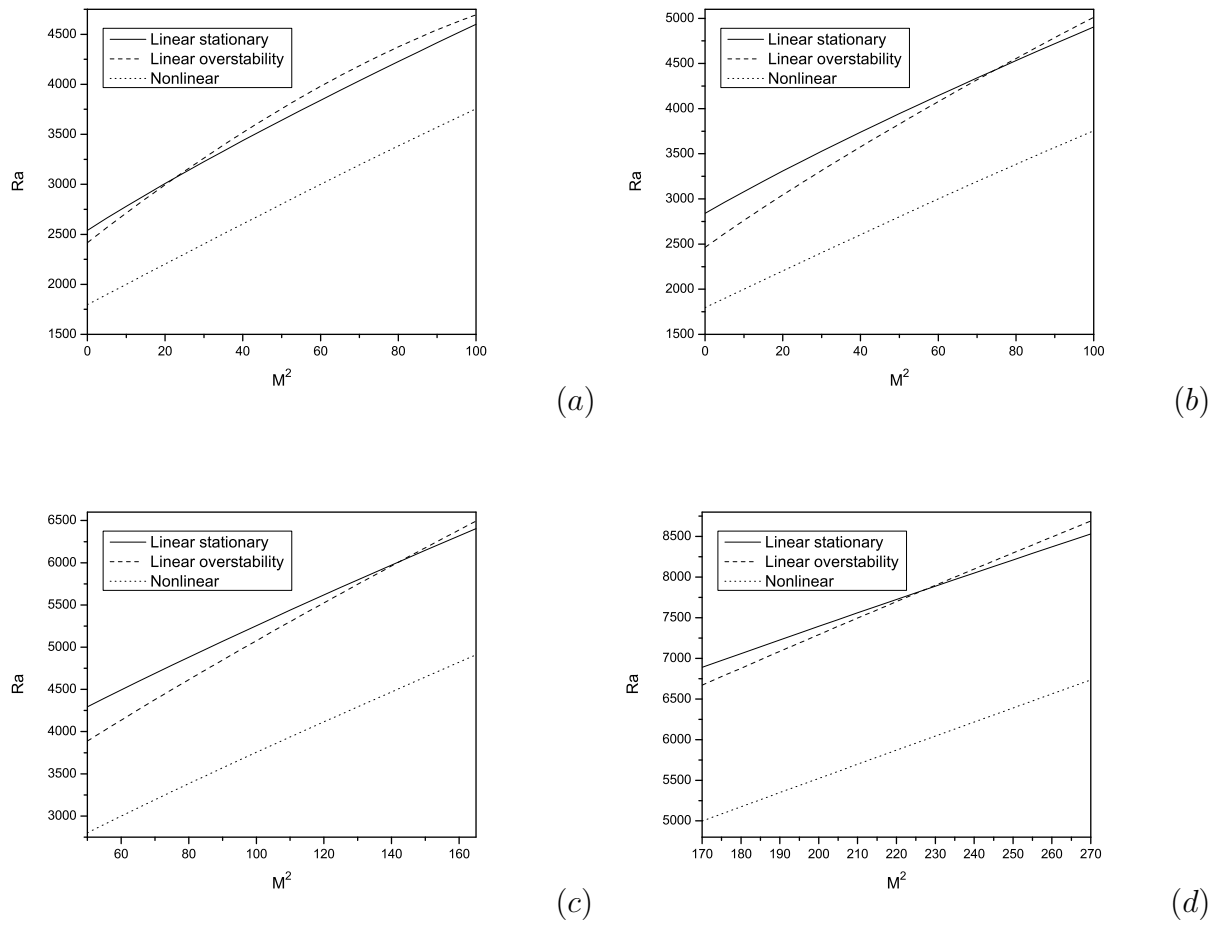 4500
4000
3500
3000
2500
2000
1500
Ra
Linear stationary
Linear overstability
Nonlinear
0 20 40 60 80 100
M²
(a)
5000
4500
4000
3500
3000
2500
2000
1500
Ra
Linear stationary
Linear overstability
Nonlinear
0 20 40 60 80 100
M²
(b)
6500
6000
5500
5000
4500
4000
3500
3000
Ra
Linear stationary
Linear overstability
Nonlinear
60 80 100 120 140 160
M²
(c)
8500
8000
7500
7000
6500
6000
5500
5000
Ra
Linear stationary
Linear overstability
Nonlinear
170 180 190 200 210 220 230 240 250 260 270
M²
(d)